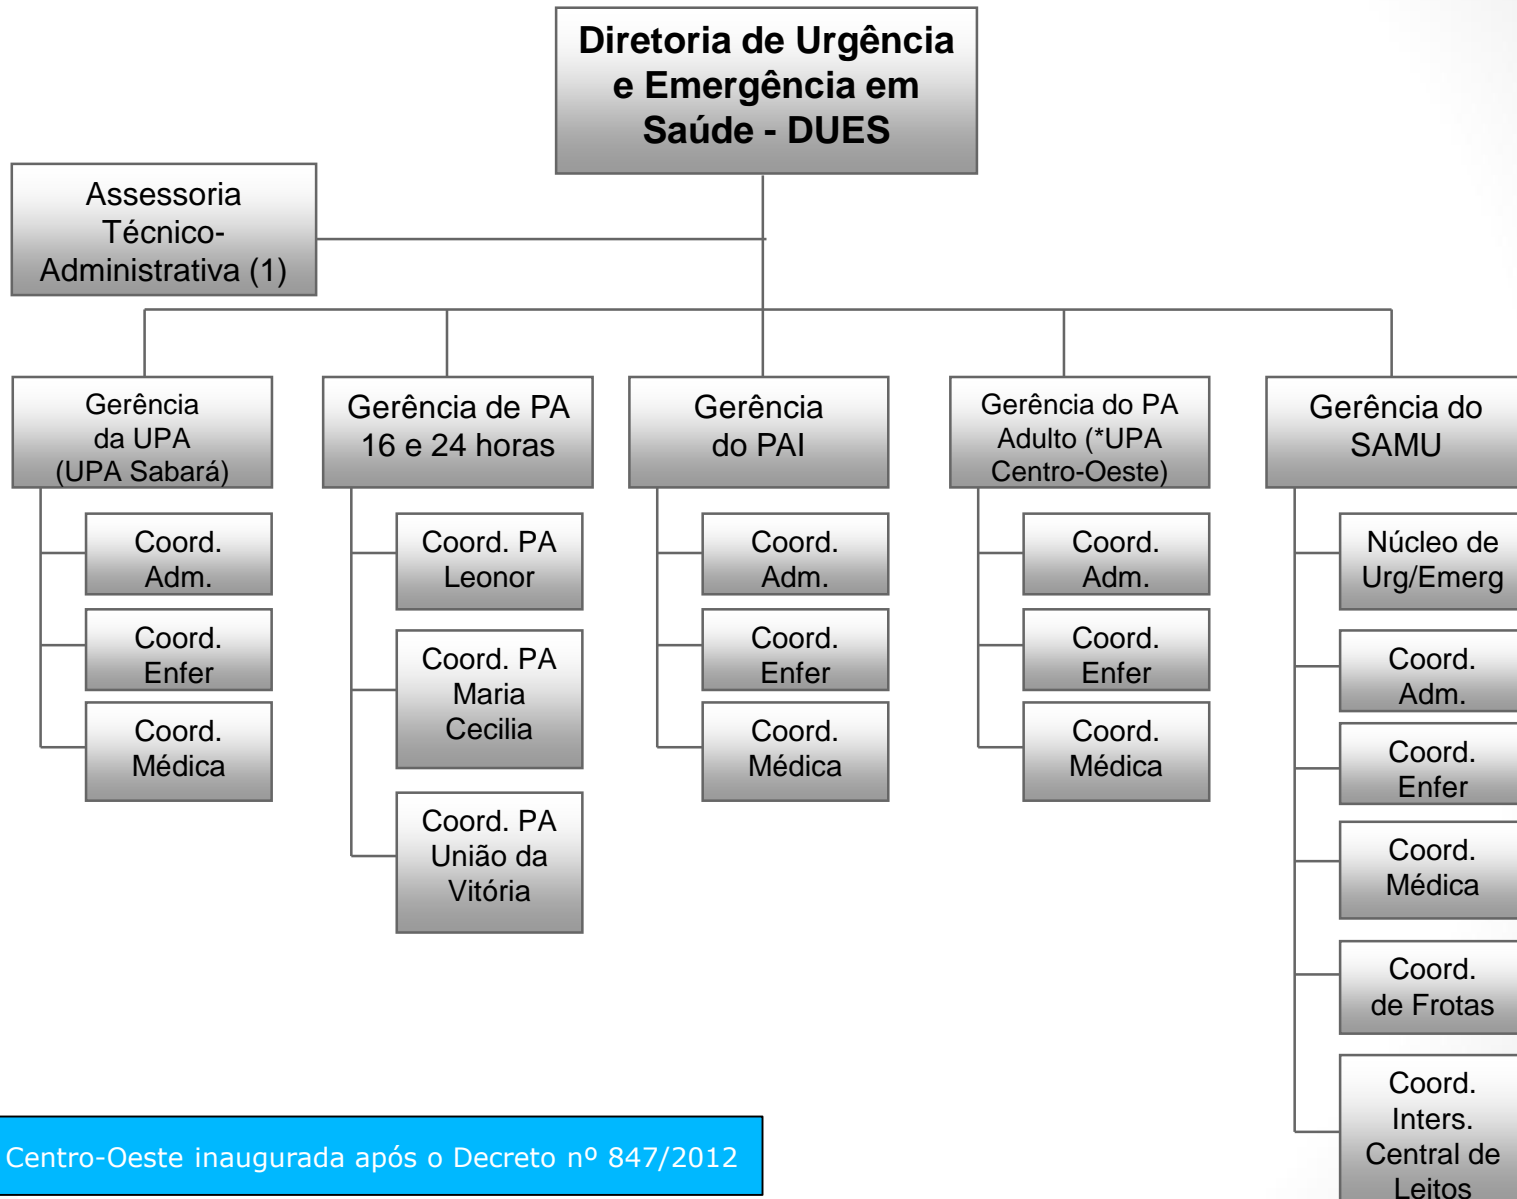 Diretoria de Urgência
e Emergência em
Saúde - DUES
Assessoria
Técnico-
Administrativa (1)
Gerência
da UPA
(UPA Sabará)
Coord.
Adm.
Coord.
Enfer
Coord.
Médica
Gerência de PA
16 e 24 horas
Coord. PA
Leonor
Coord. PA
Maria
Cecilia
Coord. PA
União da
Vitória
Gerência
do PAI
Coord.
Adm.
Coord.
Enfer
Coord.
Médica
Gerência do PA
Adulto (*UPA
Centro-Oeste)
Coord.
Adm.
Coord.
Enfer
Coord.
Médica
Gerência do
SAMU
Núcleo de
Urg/Emerg
Coord.
Adm.
Coord.
Enfer
Coord.
Médica
Coord.
de Frotas
Coord.
Inters.
Central de
Leitos
Centro-Oeste inaugurada após o Decreto nº 847/2012